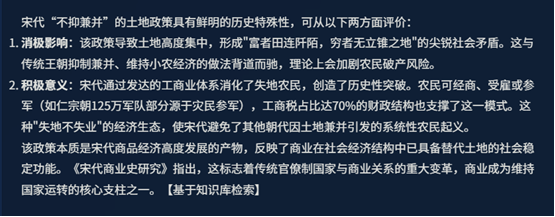 宋代“不抑兼并”的土地政策具有鲜明的历史特殊性，可从以下两方面评价：
1. 消极影响：该政策导致土地高度集中，形成"富者田连阡陌，穷者无立锥之地"的尖锐社会矛盾。这与
传统王朝抑制兼并、维持小农经济的做法背道而驰，理论上会加剧农民破产风险。
2. 积极意义：宋代通过发达的工商业体系消化了失地农民，创造了历史性突破。农民可经商、受雇或参
军（如仁宗朝125万军队部分源于灾民参军），工商税占比达70%的财政结构也支撑了这一模式。这
种"失地不失业"的经济生态，使宋代避免了其他朝代因土地兼并引发的系统性农民起义。
该政策本质是宋代商品经济高度发展的产物，反映了商业在社会经济结构中已具备替代土地的社会稳
定功能。《宋代商业史研究》指出，这标志着传统官僚制国家与商业关系的重大变革，商业成为维持
国家运转的核心支柱之一。【基于知识库检索】